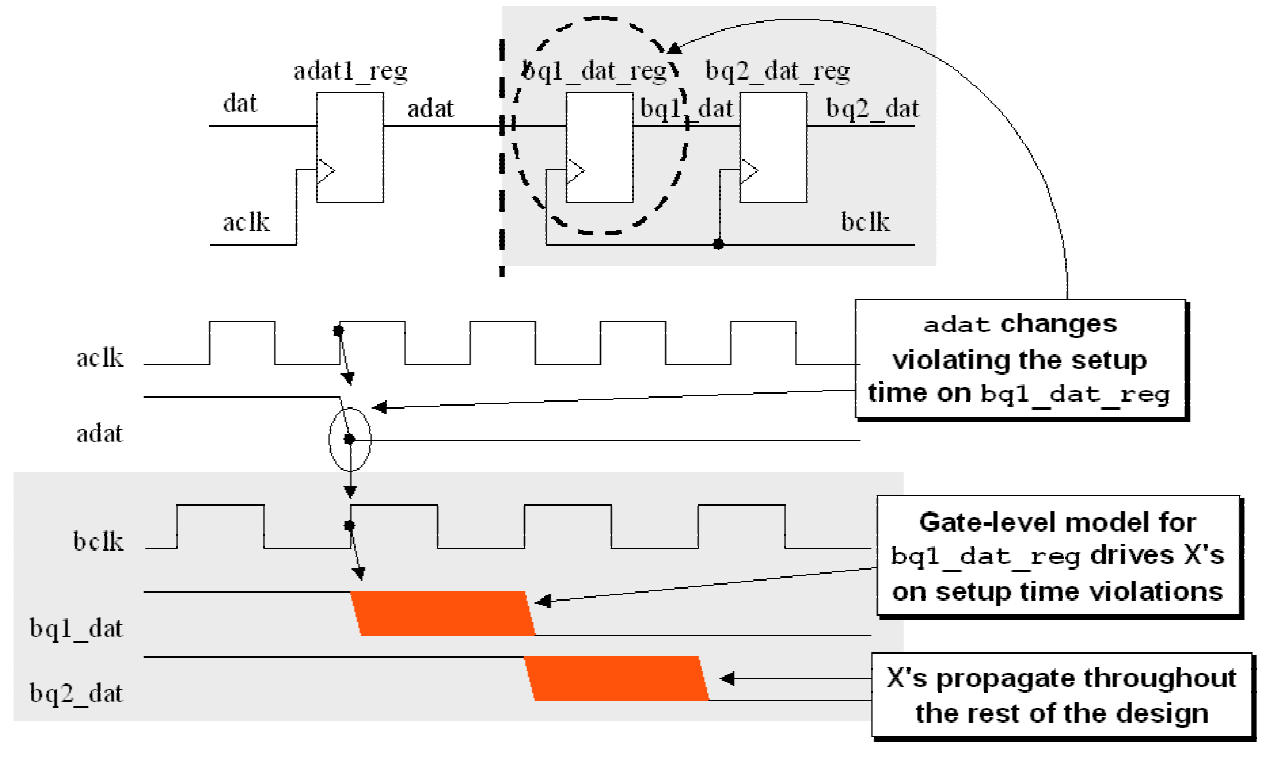 adat1_reg
bq1_dat_reg
bq2_dat_reg
dat
adat
bq1_dat
bq2_dat
aclk
bclk
adat changes
violating the setup
time on bq1_dat_reg
aclk
adat
bclk
Gate-level model for
bq1_dat_reg drives X's
on setup time violations
bq1_dat
bq2_dat
X's propagate throughout
the rest of the design